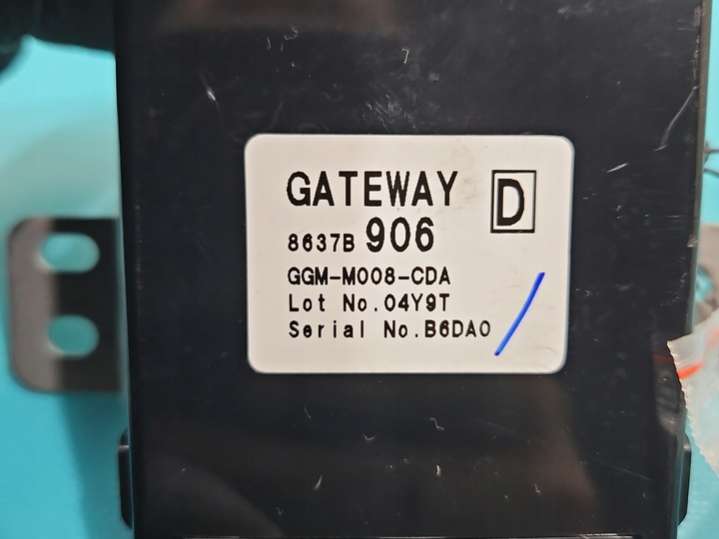 GATEWAY D
8637B 906
GGM-M008-CDA
Lot No.04Y9T
Serial No.B6DA0